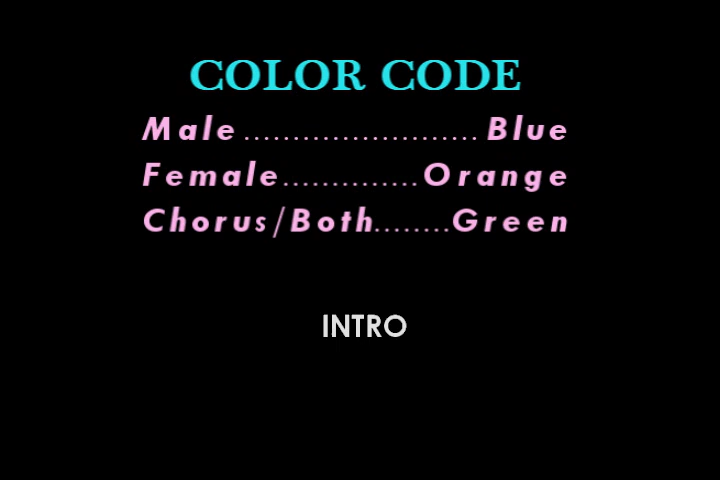 COLOR CODE
Male ........................ Blue
Female..............Orange
Chorus/Both........Green
INTRO